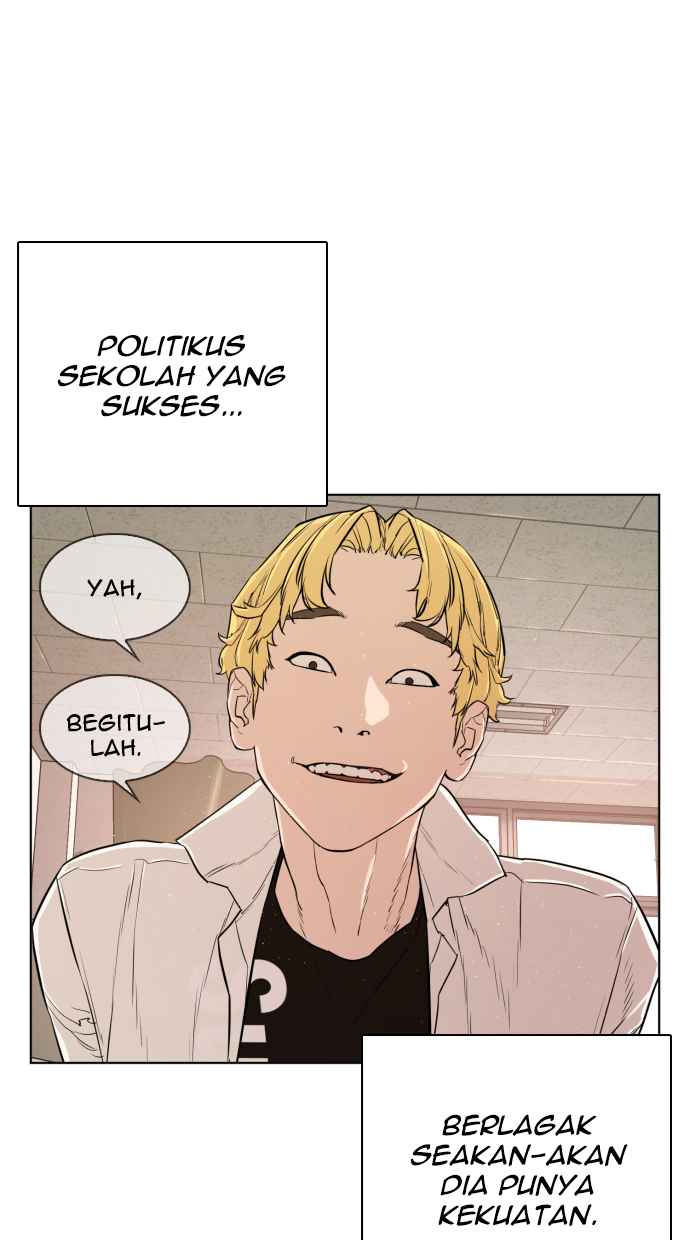 POLITIKUS
SEKOLAH YANG
SUKSES...
YAH,
BEGITU-
LAH.
BERLAGAK
SEAKAN-AKAN
DIA PUNYA
KEKUATAN.